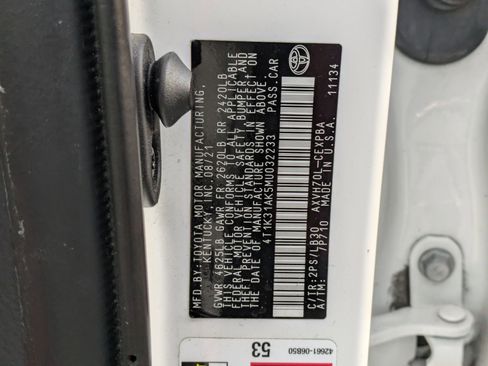 MFD. BY:TOYOTA MOTOR MANUFACTURING,
KENTUCKY, INC. 08/21
GVWR 4625LB GAWR FR 2620LB RR 2420LB
THIS VEHICLE CONFORMS TO ALL APPLICABLE
FEDERAL MOTOR VEHICLE SAFETY, BUMPER, AND
THEFT PREVENTION STANDARDS IN EFFECT ON
THE DATE OF MANUFACTURE SHOWN ABOVE.
4T1K31AK5MU032233 PASS.CAR
C/TR:2PS/LB30 AXVH70L-CEXPBA
A/TM: /P710 MADE IN U.S.A. 11134
42661-06B50
53